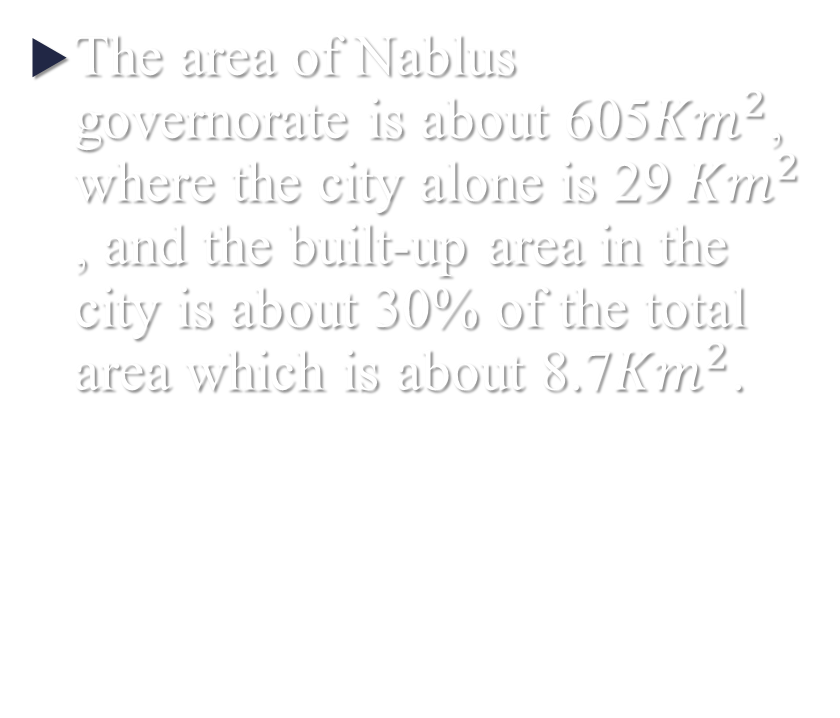 The area of Nablus
governorate is about 605𝐾𝑚²,
where the city alone is 29 𝐾𝑚²
, and the built-up area in the
city is about 30% of the total
area which is about 8.7𝐾𝑚².